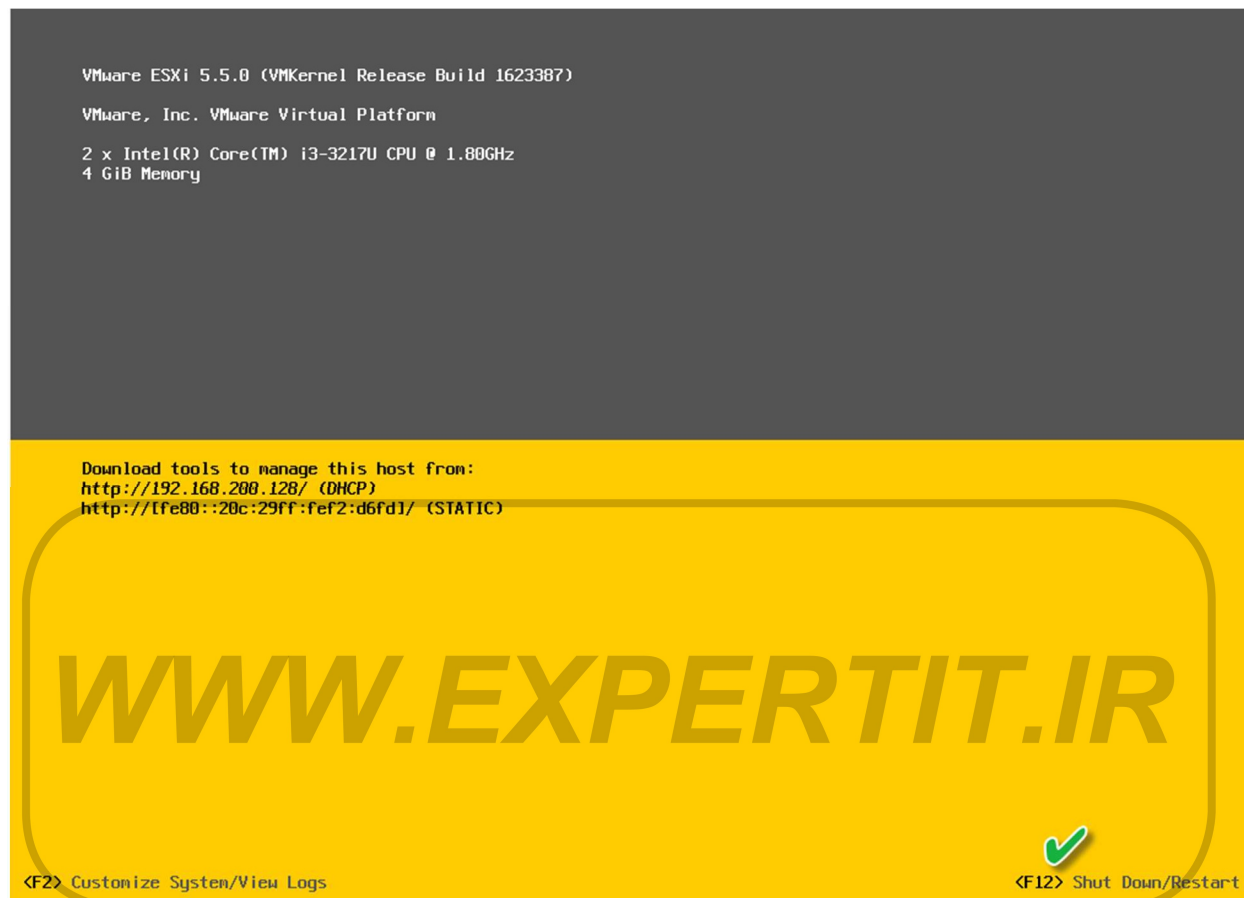 VMware ESXi 5.5.0 (VMKernel Release Build 1623387)
VMware, Inc. VMware Virtual Platform
2 x Intel(R) Core(TM) i3-3217U CPU @ 1.80GHz
4 GiB Memory
Download tools to manage this host from:
http://192.168.200.128/ (DHCP)
http://[fe80::20c:29ff:fef2:d6fd]/ (STATIC)
WWW.EXPERTIT.IR
<F2> Customize System/View Logs
<F12> Shut Down/Restart